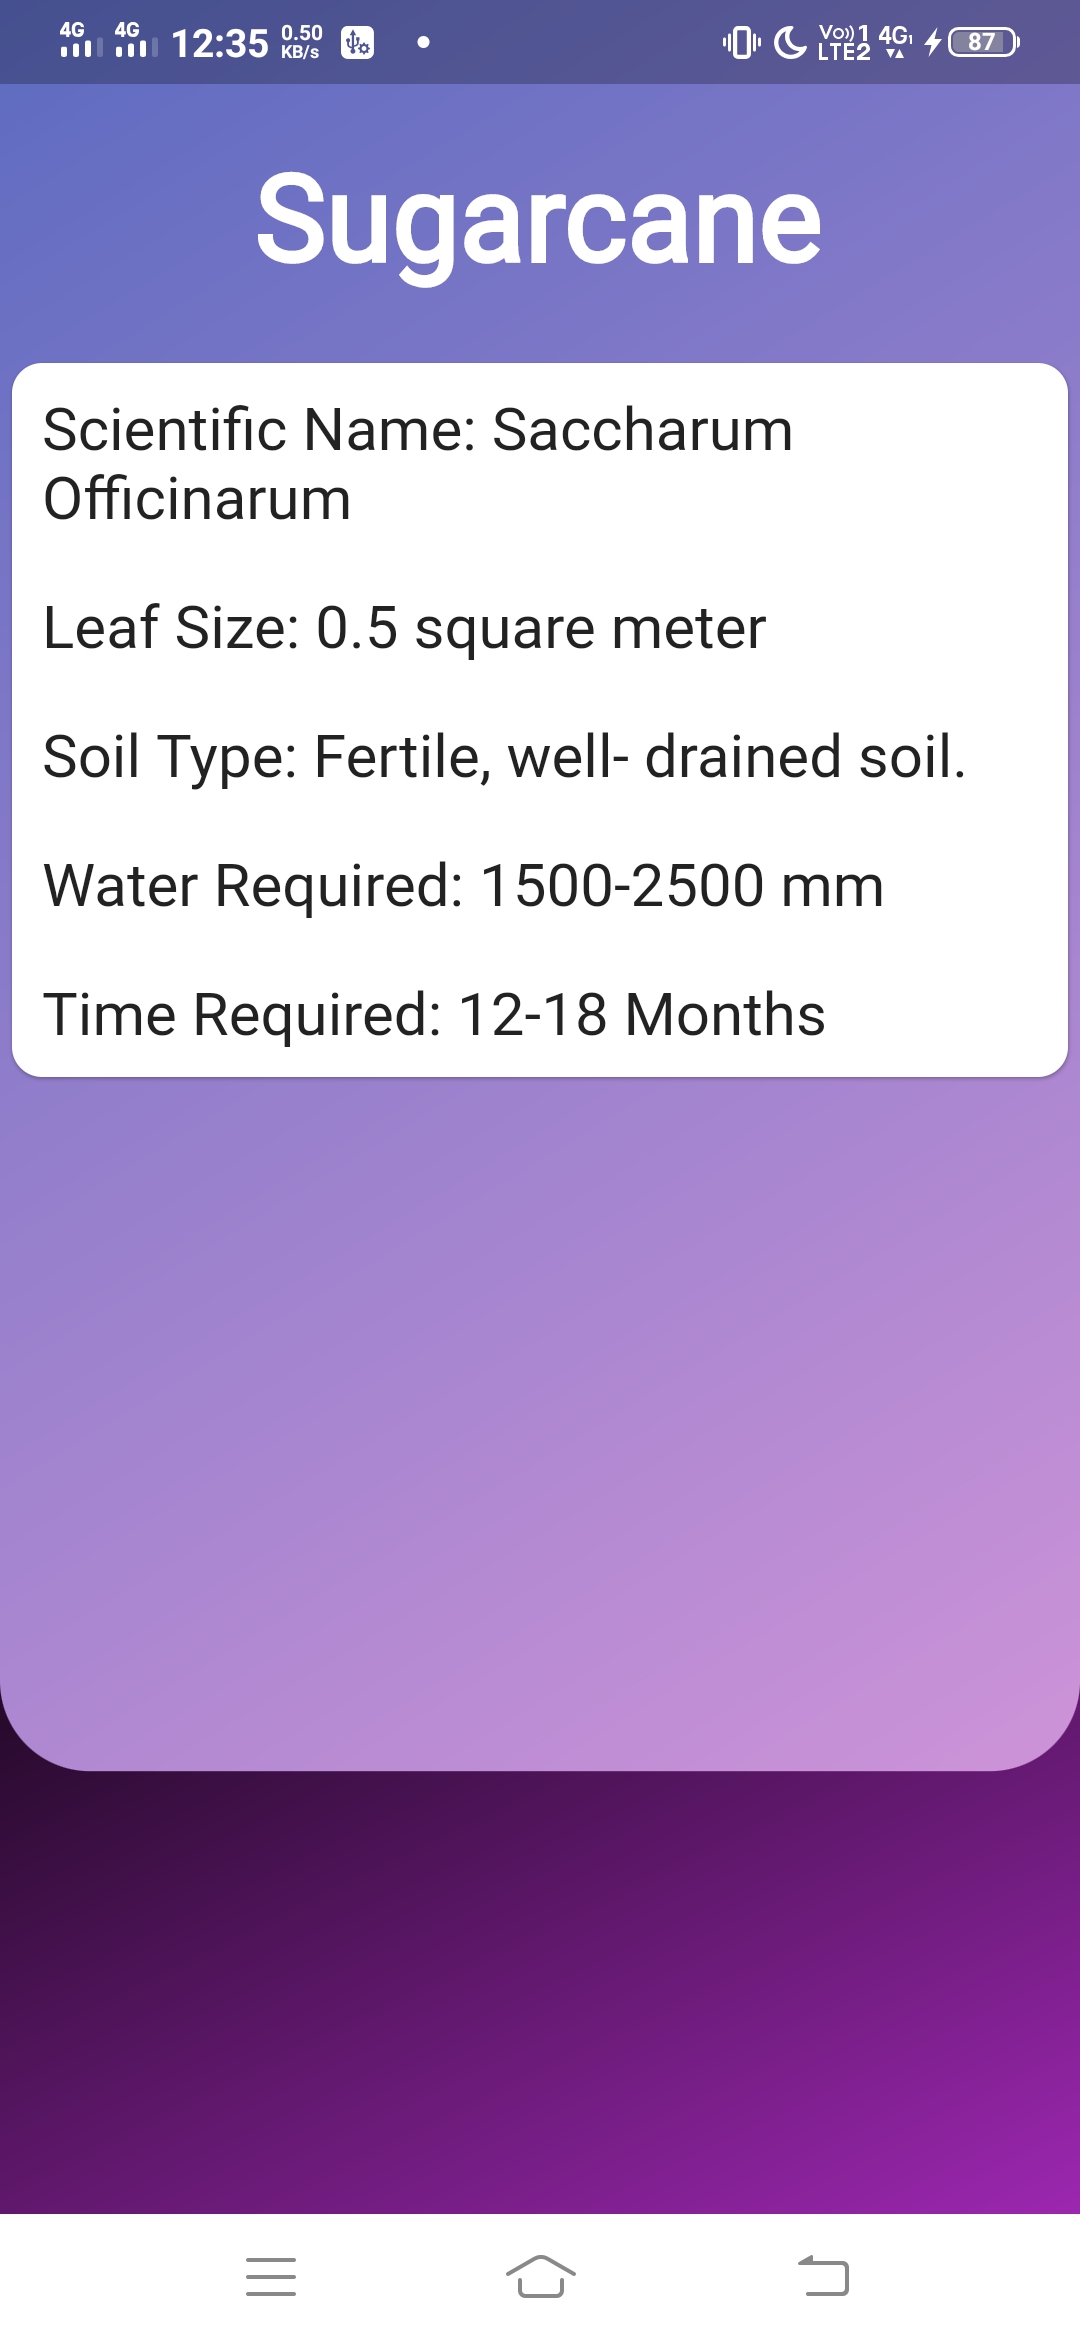 4G 4G 12:35 0.50 KB/s Vo)) 1 LTE2 4G1 87
Sugarcane
Scientific Name: Saccharum
Officinarum
Leaf Size: 0.5 square meter
Soil Type: Fertile, well- drained soil.
Water Required: 1500-2500 mm
Time Required: 12-18 Months